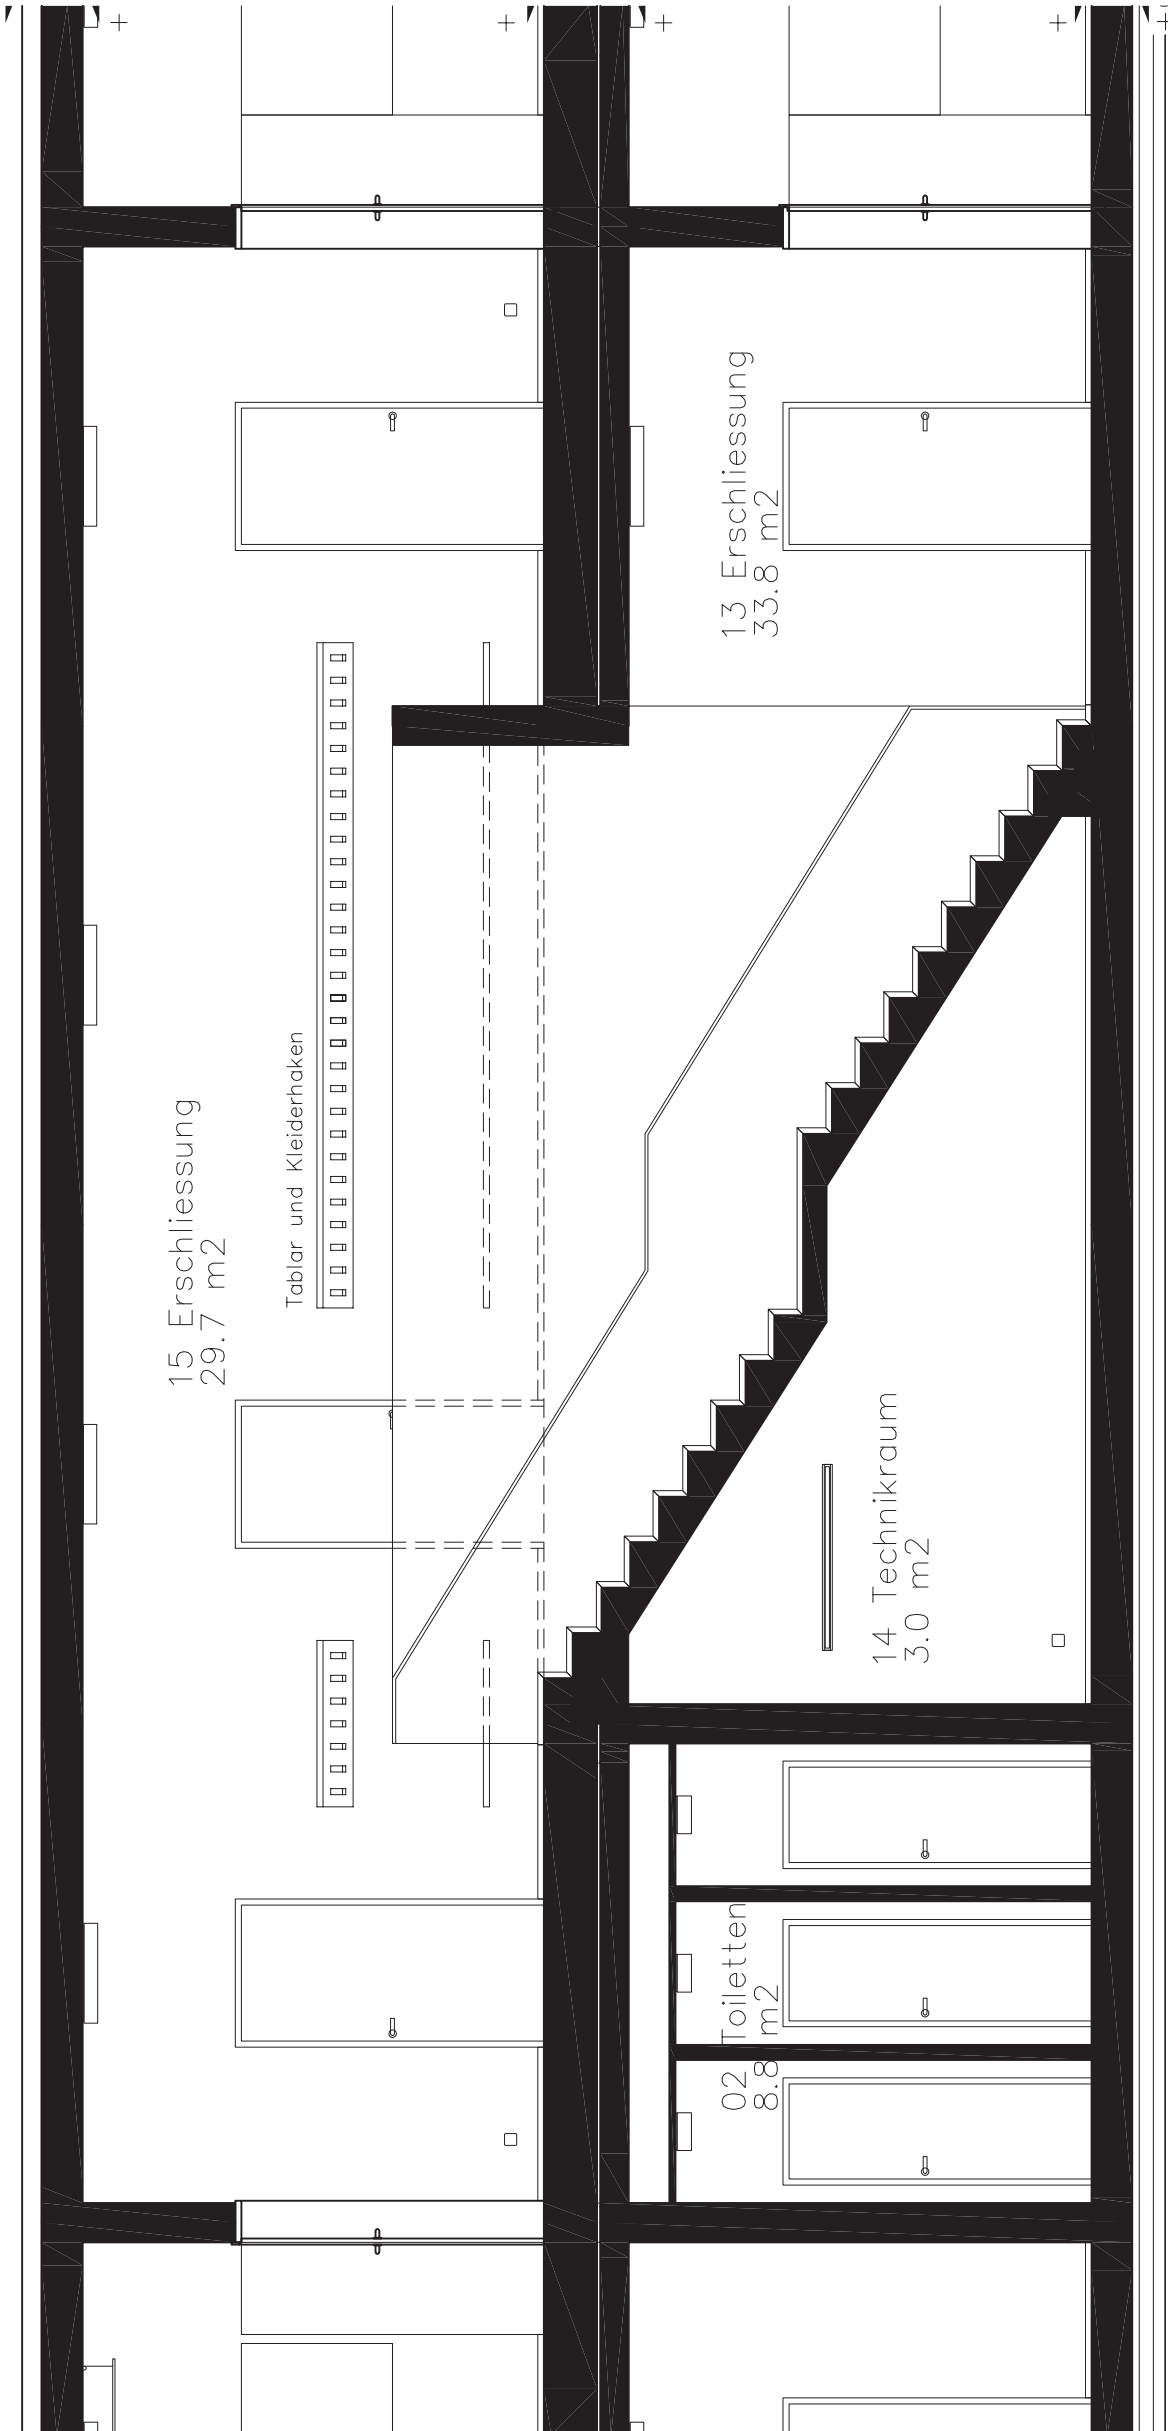 15 Erschliessung
29.7 m2
Tablar und Kleiderhaken
13 Erschliessung
33.8 m2
14 Technikraum
3.0 m2
02 Toiletten
8.8 m2